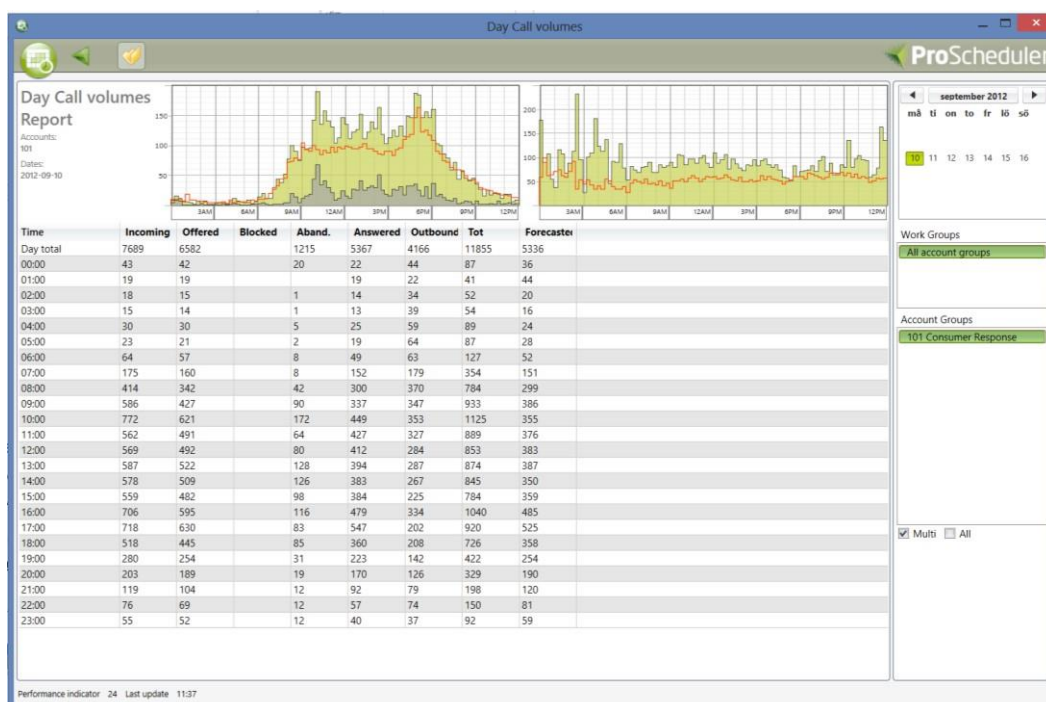 Day Call volumes
ProScheduler
Day Call volumes
Report
Accounts:
101
Dates:
2012-09-10
150
100
50
3AM 6AM 9AM 12AM 3PM 6PM 9PM 12PM
200
150
100
50
3AM 6AM 9AM 12AM 3PM 6PM 9PM 12PM
september 2012
må ti on to fr lö sö
10 11 12 13 14 15 16
Work Groups
All account groups
Account Groups
101 Consumer Response
Multi All
Time Incoming Offered Blocked Aband. Answered Outbound Tot Forecaste
Day total 7689 6582 1215 5367 4166 11855 5336
00:00 43 42 20 22 44 87 36
01:00 19 19 19 22 41 44
02:00 18 15 1 14 34 52 20
03:00 15 14 1 13 39 54 16
04:00 30 30 5 25 59 89 24
05:00 23 21 2 19 64 87 28
06:00 64 57 8 49 63 127 52
07:00 175 160 8 152 179 354 151
08:00 414 342 42 300 370 784 299
09:00 586 427 90 337 347 933 386
10:00 772 621 172 449 353 1125 355
11:00 562 491 64 427 327 889 376
12:00 569 492 80 412 284 853 383
13:00 587 522 128 394 287 874 387
14:00 578 509 126 383 267 845 350
15:00 559 482 98 384 225 784 359
16:00 706 595 116 479 334 1040 485
17:00 718 630 83 547 202 920 525
18:00 518 445 85 360 208 726 358
19:00 280 254 31 223 142 422 254
20:00 203 189 19 170 126 329 190
21:00 119 104 12 92 79 198 120
22:00 76 69 12 57 74 150 81
23:00 55 52 12 40 37 92 59
Performance indicator 24 Last update 11:37